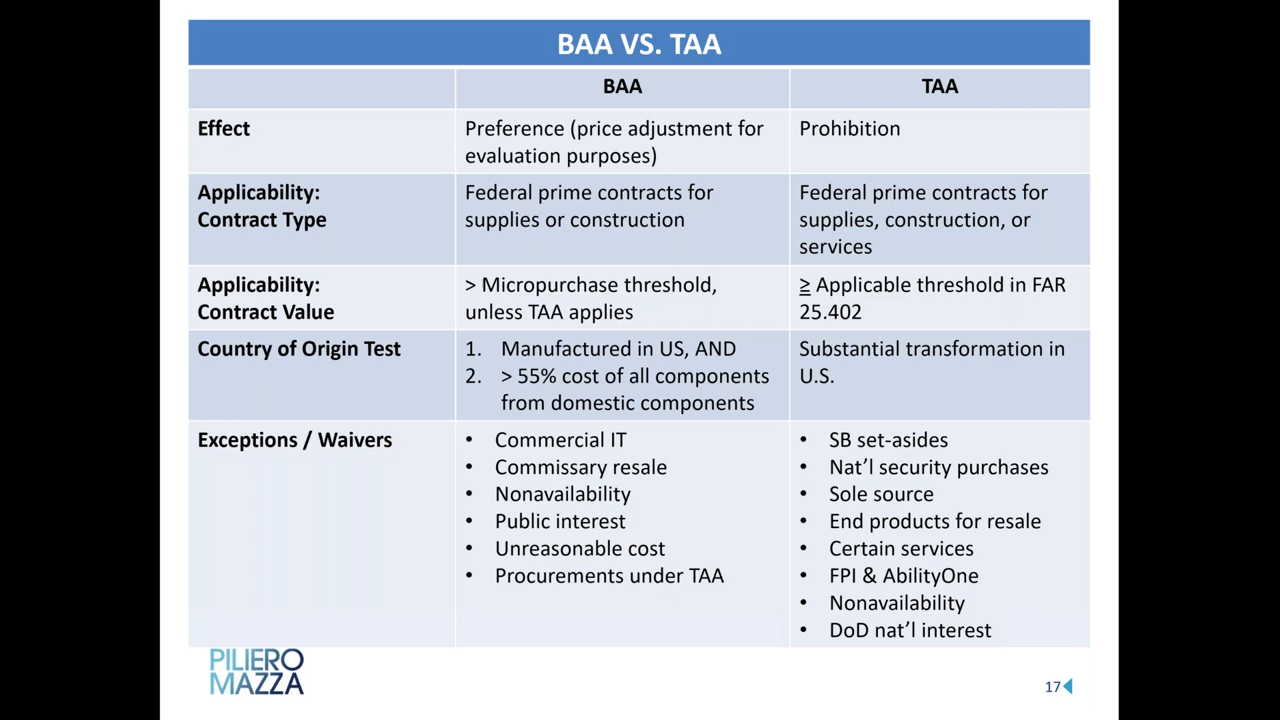 BAA VS. TAA
BAA
TAA
Effect
Preference (price adjustment for
evaluation purposes)
Prohibition
Applicability:
Contract Type
Federal prime contracts for
supplies or construction
Federal prime contracts for
supplies, construction, or
services
Applicability:
Contract Value
> Micropurchase threshold,
unless TAA applies
≥ Applicable threshold in FAR
25.402
Country of Origin Test
1. Manufactured in US, AND
2. > 55% cost of all components
from domestic components
Substantial transformation in
U.S.
Exceptions / Waivers
• Commercial IT
• Commissary resale
• Nonavailability
• Public interest
• Unreasonable cost
• Procurements under TAA
• SB set-asides
• Nat’l security purchases
• Sole source
• End products for resale
• Certain services
• FPI & AbilityOne
• Nonavailability
• DoD nat’l interest
PILIERO
MAZZA
17